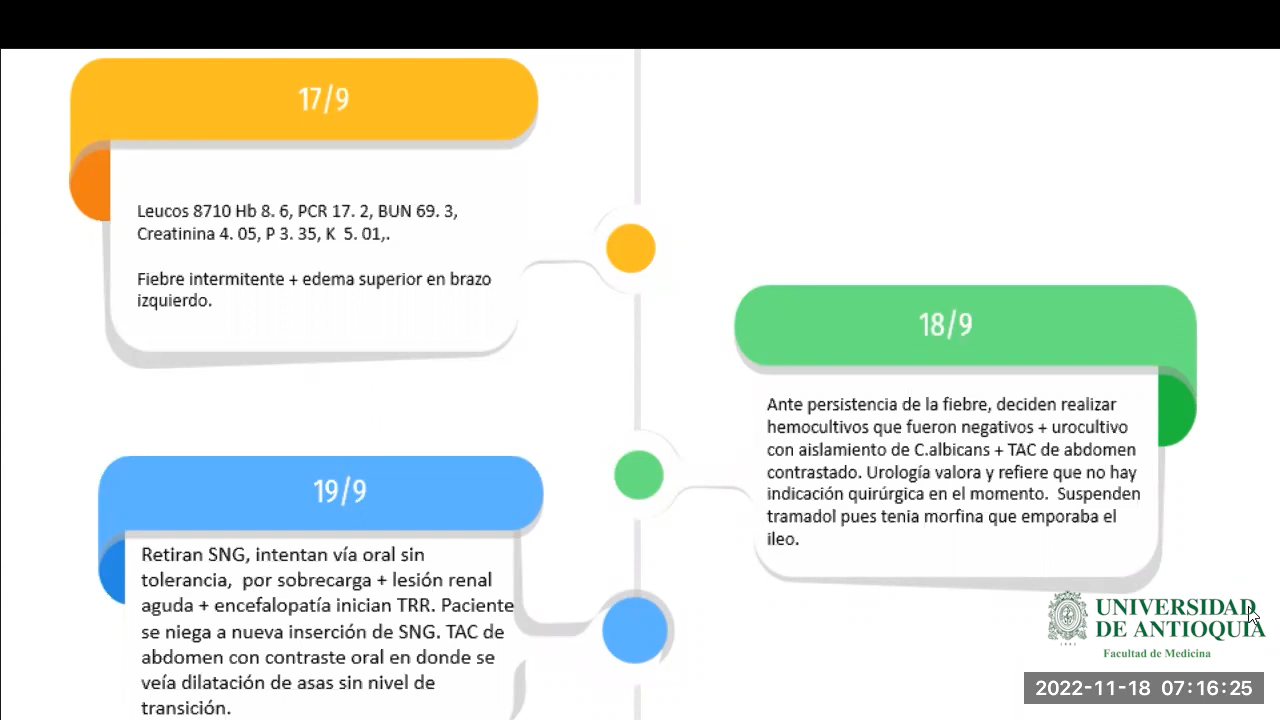 17/9
Leucos 8710 Hb 8. 6, PCR 17. 2, BUN 69. 3,
Creatinina 4. 05, P 3. 35, K  5. 01,.
Fiebre intermitente + edema superior en brazo
izquierdo.
18/9
Ante persistencia de la fiebre, deciden realizar
hemocultivos que fueron negativos + urocultivo
con aislamiento de C.albicans + TAC de abdomen
contrastado. Urología valora y refiere que no hay
indicación quirúrgica en el momento.  Suspenden
tramadol pues tenia morfina que emporaba el
ileo.
19/9
Retiran SNG, intentan vía oral sin
tolerancia,  por sobrecarga + lesión renal
aguda + encefalopatía inician TRR. Paciente
se niega a nueva inserción de SNG. TAC de
abdomen con contraste oral en donde se
veía dilatación de asas sin nivel de
transición.
UNIVERSIDAD
DE ANTIOQUIA
Facultad de Medicina
2022-11-18  07:16:25